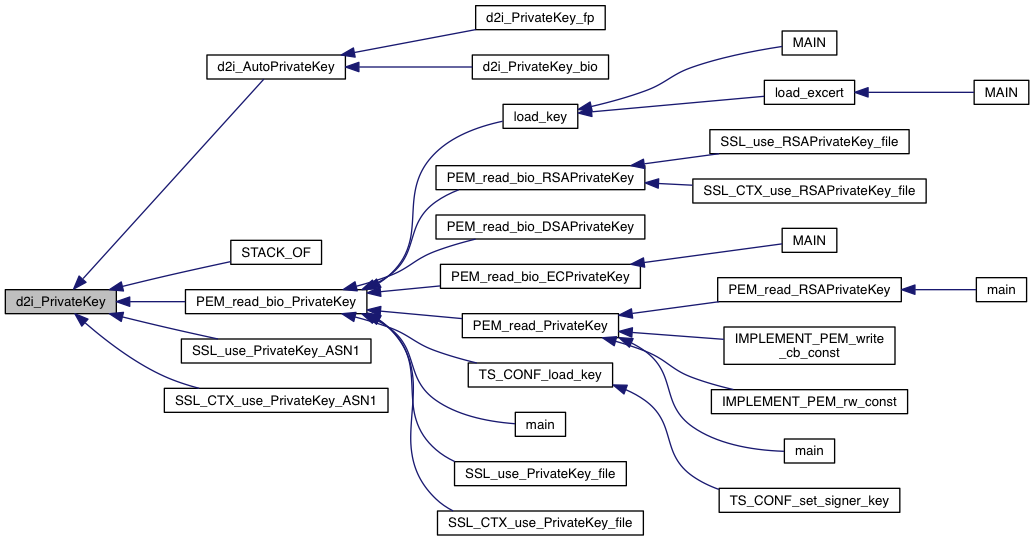 d2i_PrivateKey_fp
d2i_AutoPrivateKey
d2i_PrivateKey_bio
MAIN
load_excert
MAIN
load_key
SSL_use_RSAPrivateKey_file
PEM_read_bio_RSAPrivateKey
SSL_CTX_use_RSAPrivateKey_file
PEM_read_bio_DSAPrivateKey
MAIN
STACK_OF
PEM_read_bio_ECPrivateKey
d2i_PrivateKey
PEM_read_bio_PrivateKey
PEM_read_RSAPrivateKey
main
PEM_read_PrivateKey
IMPLEMENT_PEM_write
_cb_const
SSL_use_PrivateKey_ASN1
TS_CONF_load_key
SSL_CTX_use_PrivateKey_ASN1
IMPLEMENT_PEM_rw_const
main
main
SSL_use_PrivateKey_file
TS_CONF_set_signer_key
SSL_CTX_use_PrivateKey_file